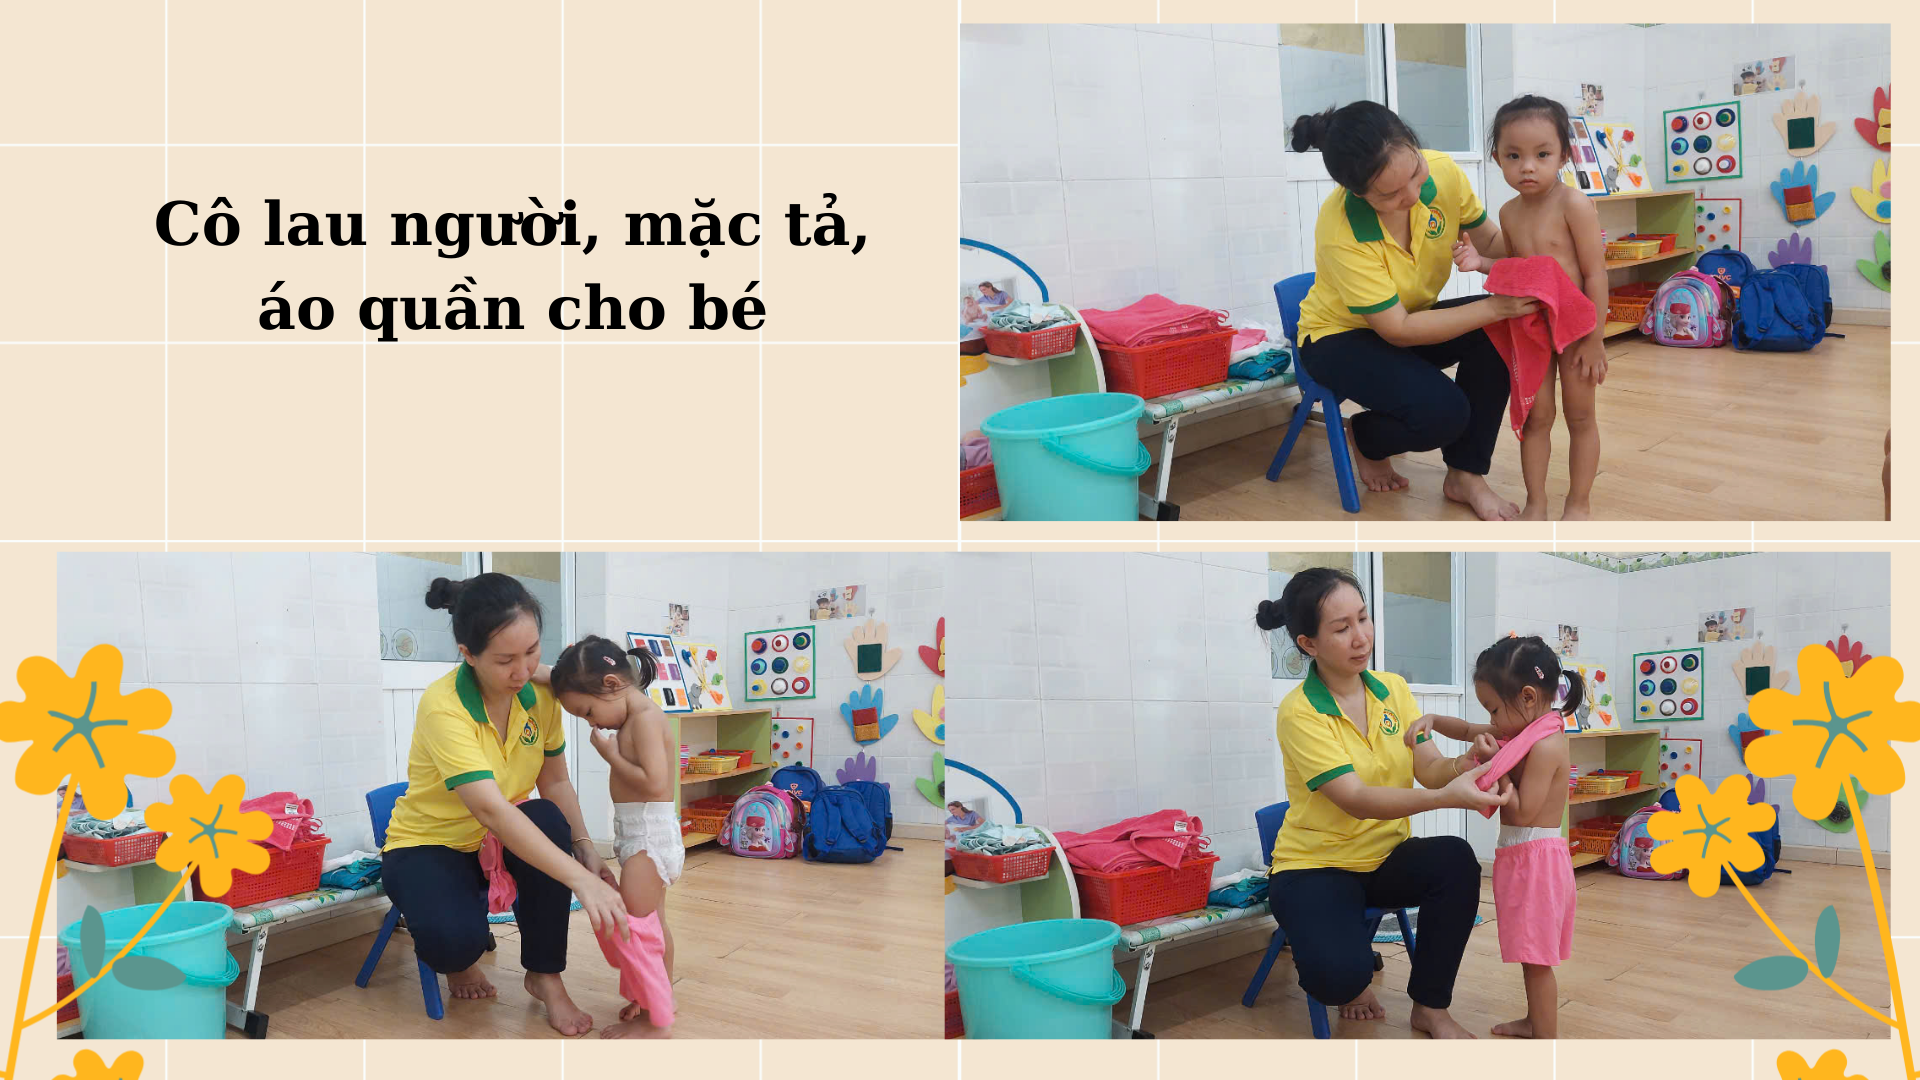 Cô lau người, mặc tả,
áo quần cho bé